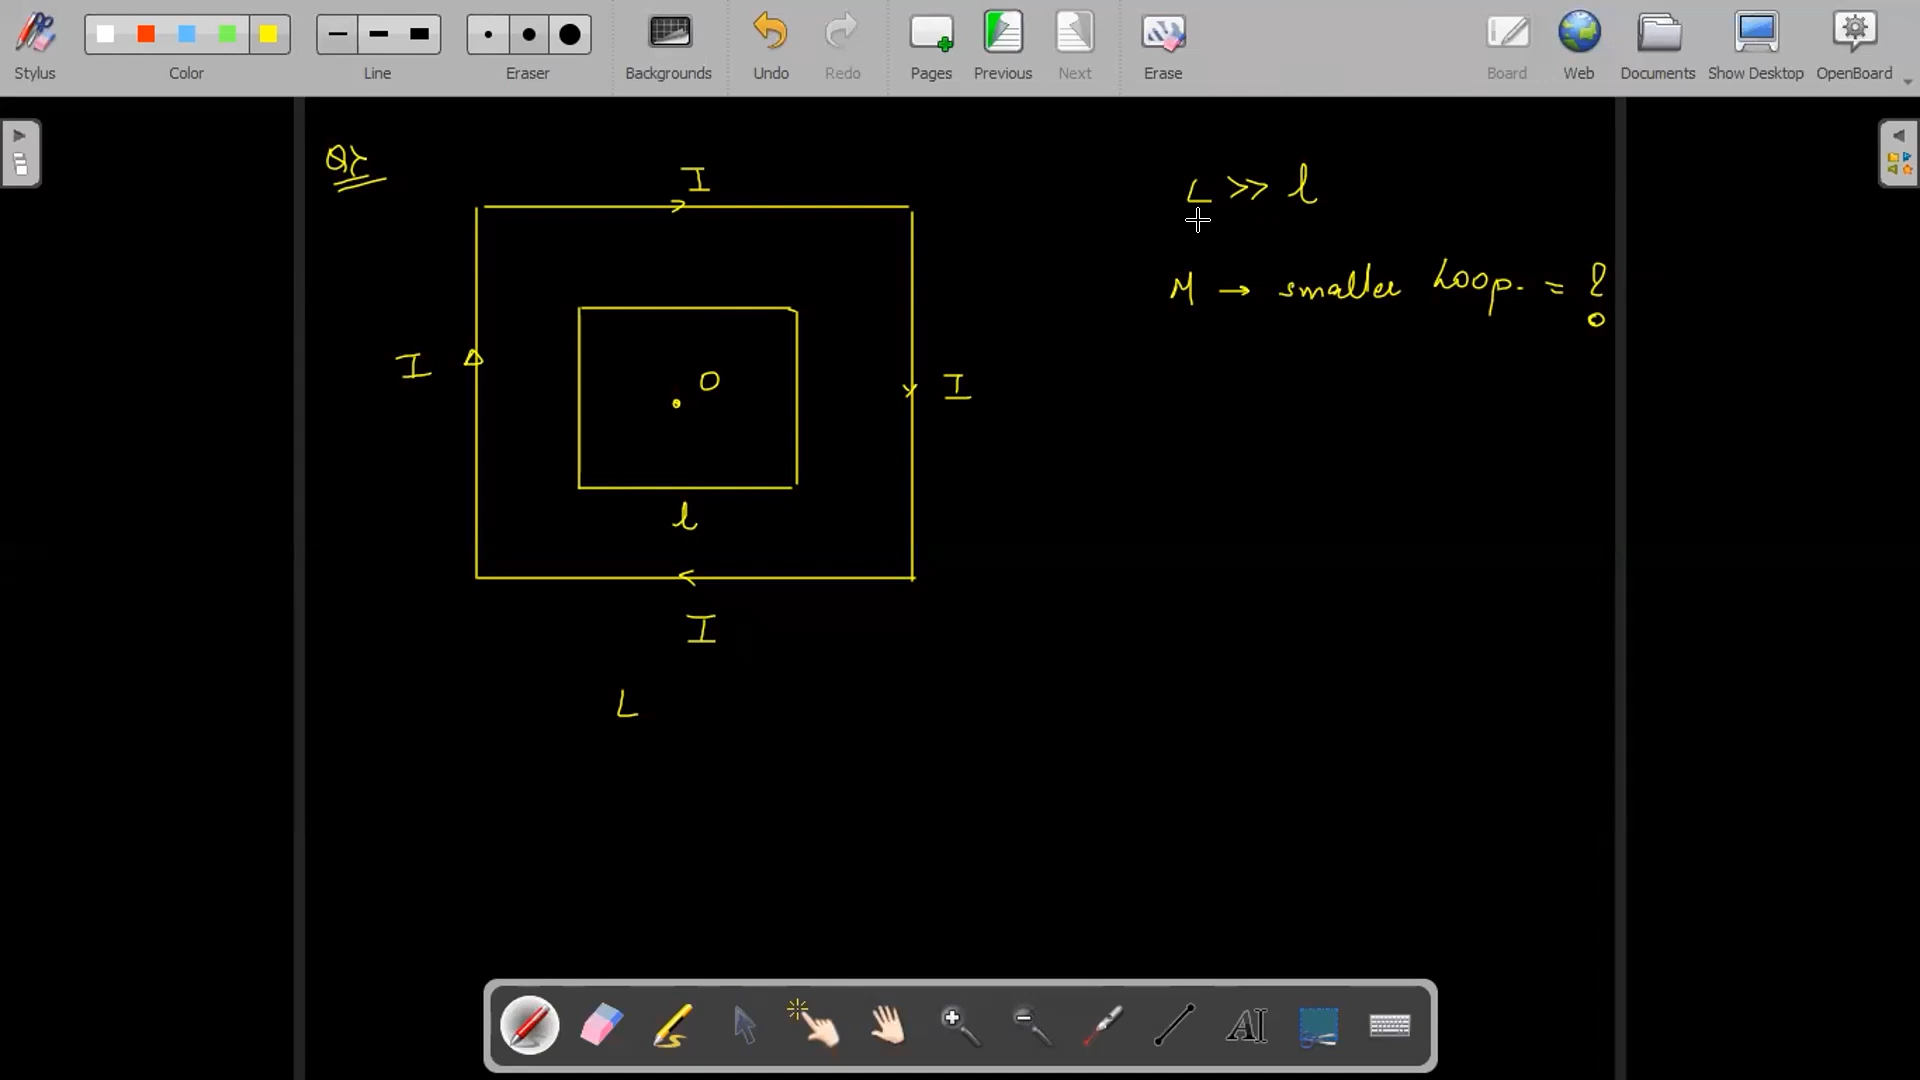 Stylus
Color
Line
Eraser
Backgrounds
Undo
Redo
Pages
Previous
Next
Erase
Board
Web
Documents
Show Desktop
OpenBoard
I
L >> l
M → smaller Loop. = ?
I
O
I
l
I
L
AI